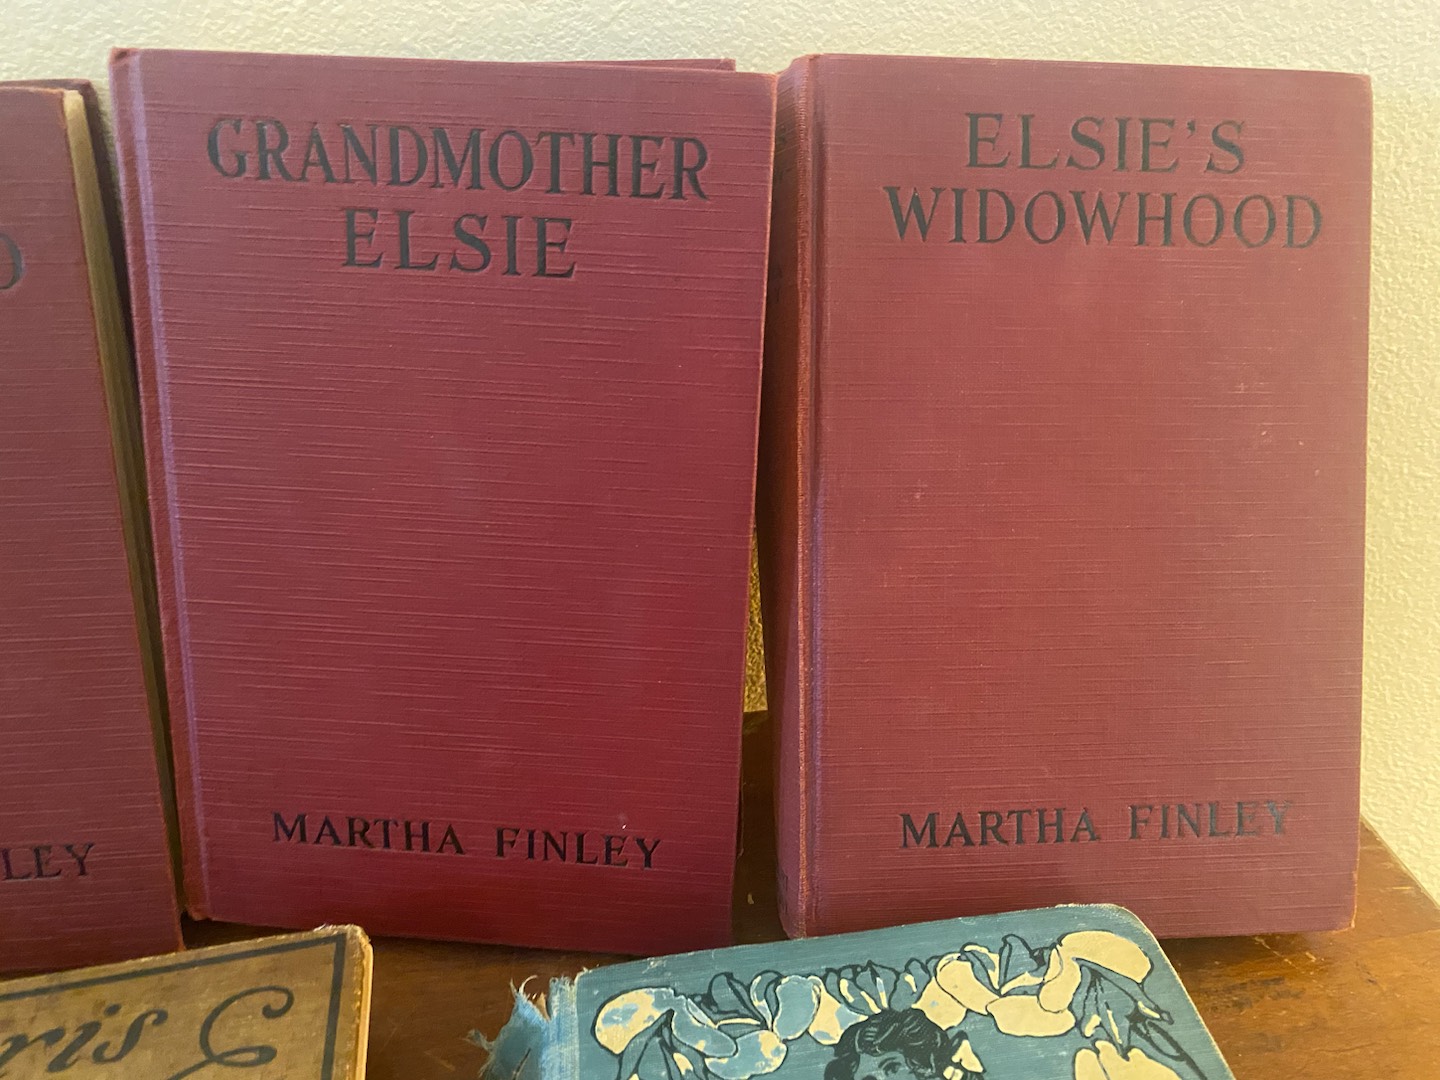 GRANDMOTHER
ELSIE
MARTHA FINLEY
ELSIE'S
WIDOWHOOD
MARTHA FINLEY